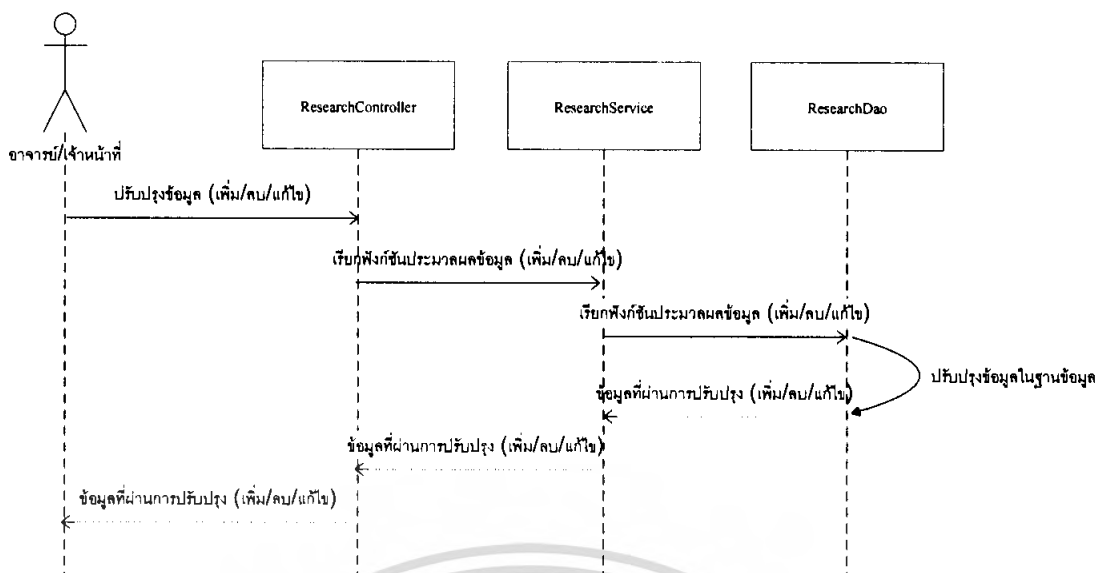 ResearchController
ResearchService
ResearchDao
อาจารย์/เจ้าหน้าที่
ปรับปรุงข้อมูล (เพิ่ม/ลบ/แก้ไข)
เรียกฟังก์ชันประมวลผลข้อมูล (เพิ่ม/ลบ/แก้ไข)
เรียกฟังก์ชันประมวลผลข้อมูล (เพิ่ม/ลบ/แก้ไข)
ปรับปรุงข้อมูลในฐานข้อมูล
ข้อมูลที่ผ่านการปรับปรุง (เพิ่ม/ลบ/แก้ไข)
ข้อมูลที่ผ่านการปรับปรุง (เพิ่ม/ลบ/แก้ไข)
ข้อมูลที่ผ่านการปรับปรุง (เพิ่ม/ลบ/แก้ไข)